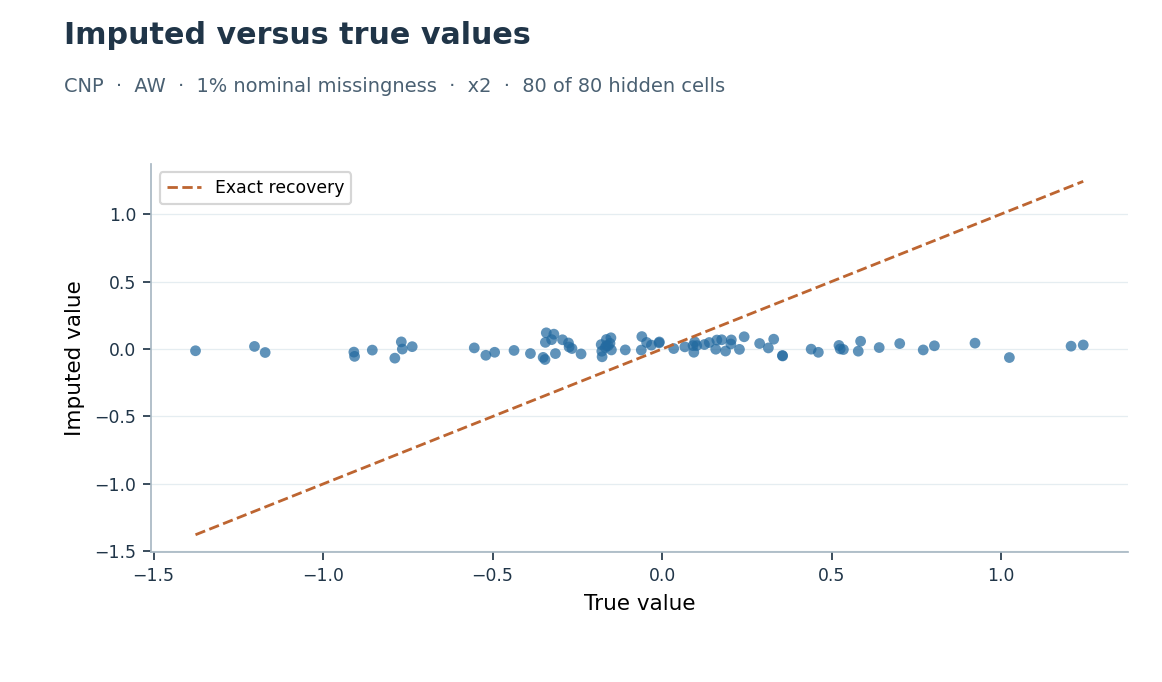 Imputed versus true values
CNP · AW · 1% nominal missingness · x2 · 80 of 80 hidden cells
Exact recovery
1.0
0.5
0.0
−0.5
−1.0
−1.5
Imputed value
−1.5
−1.0
−0.5
0.0
0.5
1.0
True value